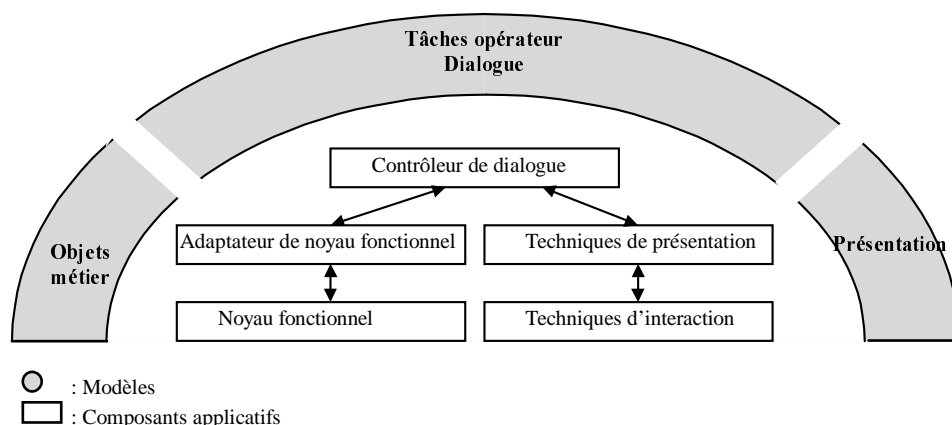 Tâches opérateur
Dialogue
Contrôleur de dialogue
Adaptateur de noyau fonctionnel
Techniques de présentation
Objets
métier
Présentation
Noyau fonctionnel
Techniques d’interaction
: Modèles
: Composants applicatifs